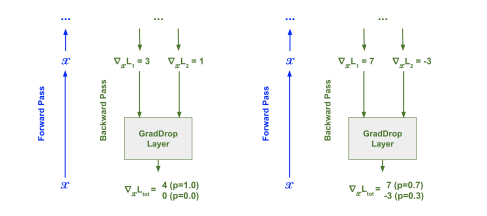 ...
...
x
∇xL1 = 3
∇xL2 = 1
Forward Pass
Backward Pass
GradDrop
Layer
x
∇xLtot = 4 (p=1.0)
0 (p=0.0)
...
...
x
∇xL1 = 7
∇xL2 = -3
Forward Pass
Backward Pass
GradDrop
Layer
x
∇xLtot = 7 (p=0.7)
-3 (p=0.3)